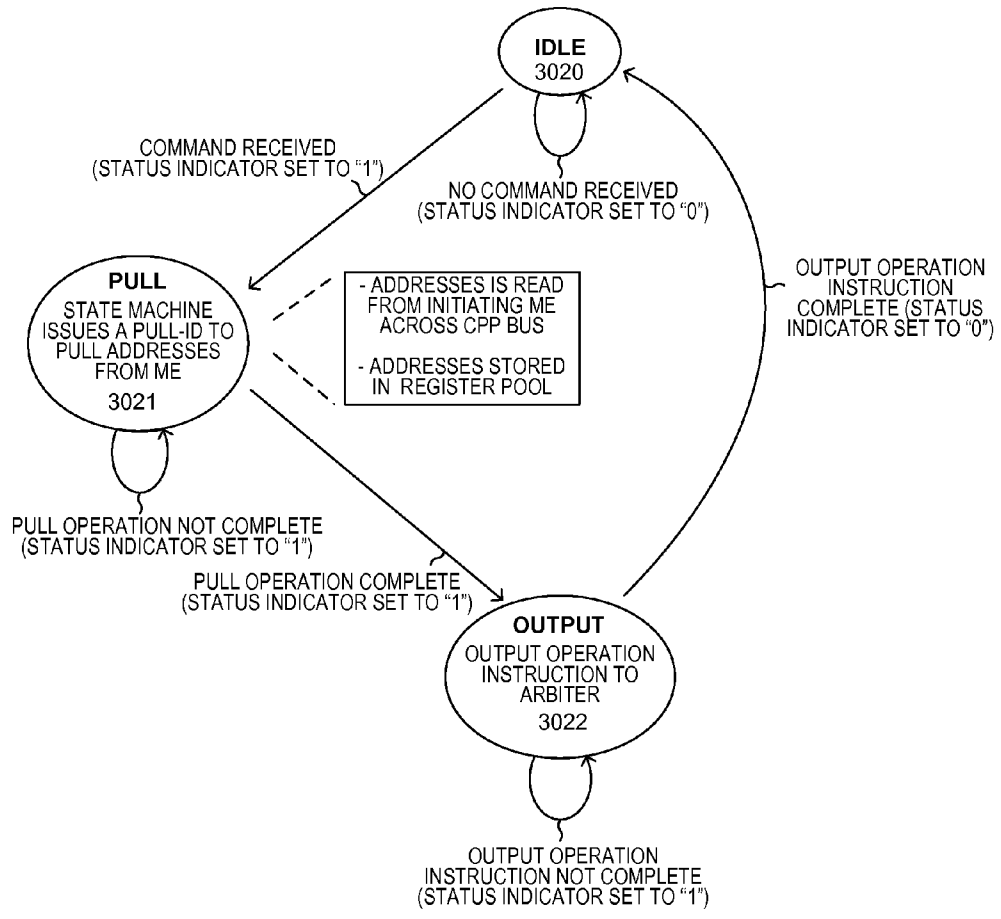 IDLE
3020
COMMAND RECEIVED
(STATUS INDICATOR SET TO “1”)
NO COMMAND RECEIVED
(STATUS INDICATOR SET TO “0”)
PULL
STATE MACHINE
ISSUES A PULL-ID TO
PULL ADDRESSES
FROM ME
3021
- ADDRESSES IS READ
FROM INITIATING ME
ACROSS CPP BUS
- ADDRESSES STORED
IN REGISTER POOL
OUTPUT OPERATION
INSTRUCTION
COMPLETE (STATUS
INDICATOR SET TO “0”)
PULL OPERATION NOT COMPLETE
(STATUS INDICATOR SET TO “1”)
PULL OPERATION COMPLETE
(STATUS INDICATOR SET TO “1”)
OUTPUT
OUTPUT OPERATION
INSTRUCTION TO
ARBITER
3022
OUTPUT OPERATION
INSTRUCTION NOT COMPLETE
(STATUS INDICATOR SET TO “1”)